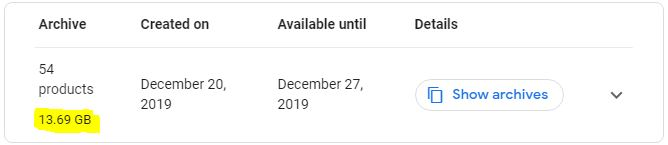 Archive Created on Available until Details
54
products
13.69 GB
December 20,
2019
December 27,
2019
Show archives